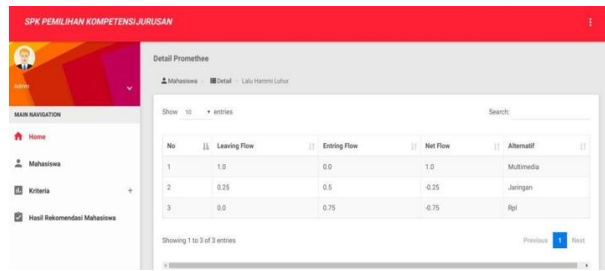 SPK PEMILIHAN KOMPETENSI JURUSAN
Admin
MAIN NAVIGATION
Home
Mahasiswa
Kriteria +
Hasil Rekomendasi Mahasiswa
Detail Promethee
Mahasiswa Detail Lalu Hammi Luhur
Show 10 entries Search:
No Leaving Flow Entring Flow Net Flow Alternatif
1 1.0 0.0 1.0 Multimedia
2 0.25 0.5 -0.25 Jaringan
3 0.0 0.75 -0.75 Rpl
Showing 1 to 3 of 3 entries Previous 1 Next